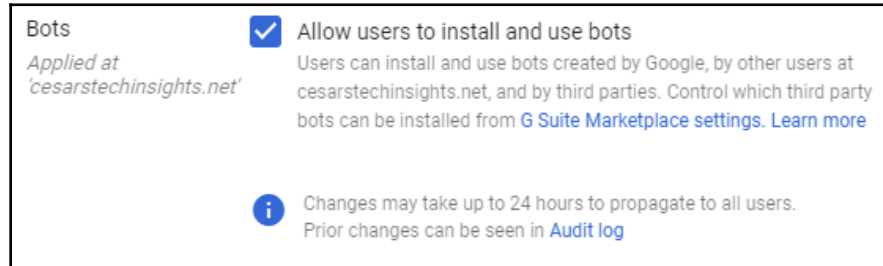 Bots
Applied at
'cesarstechinsights.net'
Allow users to install and use bots
Users can install and use bots created by Google, by other users at
cesarstechinsights.net, and by third parties. Control which third party
bots can be installed from G Suite Marketplace settings. Learn more
Changes may take up to 24 hours to propagate to all users.
Prior changes can be seen in Audit log